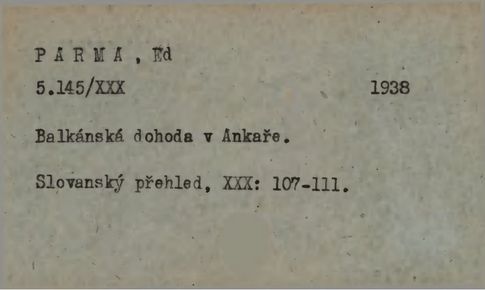 P A R M A , Ed
5.145/XXX 1938
Balkánská dohoda v Ankaře.
Slovanský přehled, XXX: 107-111.